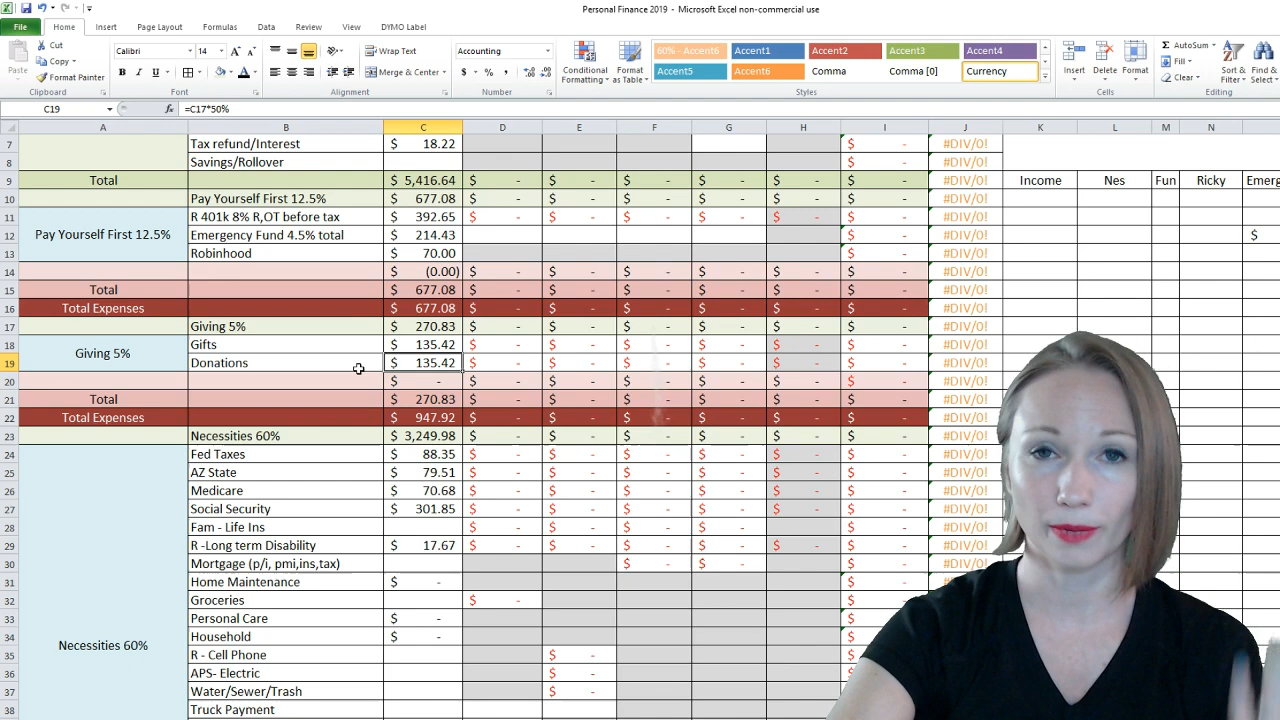 Personal Finance 2019 - Microsoft Excel non-commercial use
File Home Insert Page Layout Formulas Data Review View DYMO Label
Paste Cut Copy Format Painter Clipboard
Calibri 14 A A B I U A Font
Wrap Text Merge & Center Alignment
Accounting $ % , Number
Conditional Formatting Format as Table
60% - Accent6 Accent1 Accent2 Accent3 Accent4
Accent5 Accent6 Comma Comma [0] Currency
Styles
Insert Delete Format Cells
AutoSum Fill Clear Sort & Filter Find & Select Editing
C19 fx =C17*50%
A B C D E F G H I J K L M N
7 Tax refund/Interest $ 18.22 $ - #DIV/0!
8 Savings/Rollover $ - #DIV/0!
9 Total $ 5,416.64 $ - $ - $ - $ - $ - $ - #DIV/0! Income Nes Fun Ricky Emerg
10 Pay Yourself First 12.5% $ 677.08 $ - $ - $ - $ - $ - $ - #DIV/0!
11 R 401k 8% R,OT before tax $ 392.65 $ - $ - $ - $ - $ - $ - #DIV/0!
12 Pay Yourself First 12.5% Emergency Fund 4.5% total $ 214.43 $ - #DIV/0! $
13 Robinhood $ 70.00 $ - #DIV/0!
14 $ (0.00) $ - $ - $ - $ - $ - $ - #DIV/0!
15 Total $ 677.08 $ - $ - $ - $ - $ - $ - #DIV/0!
16 Total Expenses $ 677.08 $ - $ - $ - $ - $ - $ - #DIV/0!
17 Giving 5% $ 270.83 $ - $ - $ - $ - $ - $ - #DIV/0!
18 Gifts $ 135.42 $ - $ - $ - $ - $ - $ - #DIV/0!
Giving 5%
19 Donations $ 135.42 $ - $ - $ - $ - $ - $ - #DIV/0!
20 $ - $ - $ - $ - $ - $ - $ - #DIV/0!
21 Total $ 270.83 $ - $ - $ - $ - $ - $ - #DIV/0!
22 Total Expenses $ 947.92 $ - $ - $ - $ - $ - $ - #DIV/0!
23 Necessities 60% $ 3,249.98 $ - $ - $ - $ - $ - $ - #DIV/0!
24 Fed Taxes $ 88.35 $ - $ - $ - $ - $ - $ - #DIV/0!
25 AZ State $ 79.51 $ - $ - $ - $ - $ - $ - #DIV/0!
26 Medicare $ 70.68 $ - $ - $ - $ - $ - $ - #DIV/0!
27 Social Security $ 301.85 $ - $ - $ - $ - $ - $ - #DIV/0!
28 Fam - Life Ins $ - $ - $ - $ - $ - $ - #DIV/0!
29 R -Long term Disability $ 17.67 $ - $ - $ - $ - $ - $ - #DIV/0!
30 Mortgage (p/i, pmi,ins,tax) $ - $ - $ - #DIV/0!
31 Home Maintenance $ - $ -
32 Groceries $ - $
33 Personal Care $ - $
34 Household $ - $
Necessities 60%
35 R - Cell Phone $ - $
36 APS- Electric $ -
37 Water/Sewer/Trash $ -
38 Truck Payment